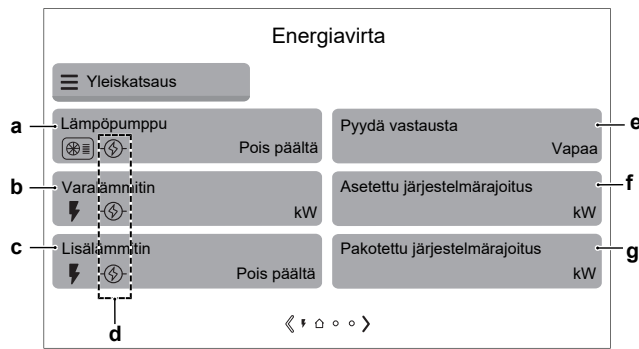 Energiavirta
Yleiskatsaus
a
Lämpöpumppu
Pois päältä
Pyydä vastausta
Vapaa
e
b
Varalämmitin
kW
Asetettu järjestelmärajoitus
kW
f
c
Lisälämmitin
Pois päältä
Pakotettu järjestelmärajoitus
kW
g
d